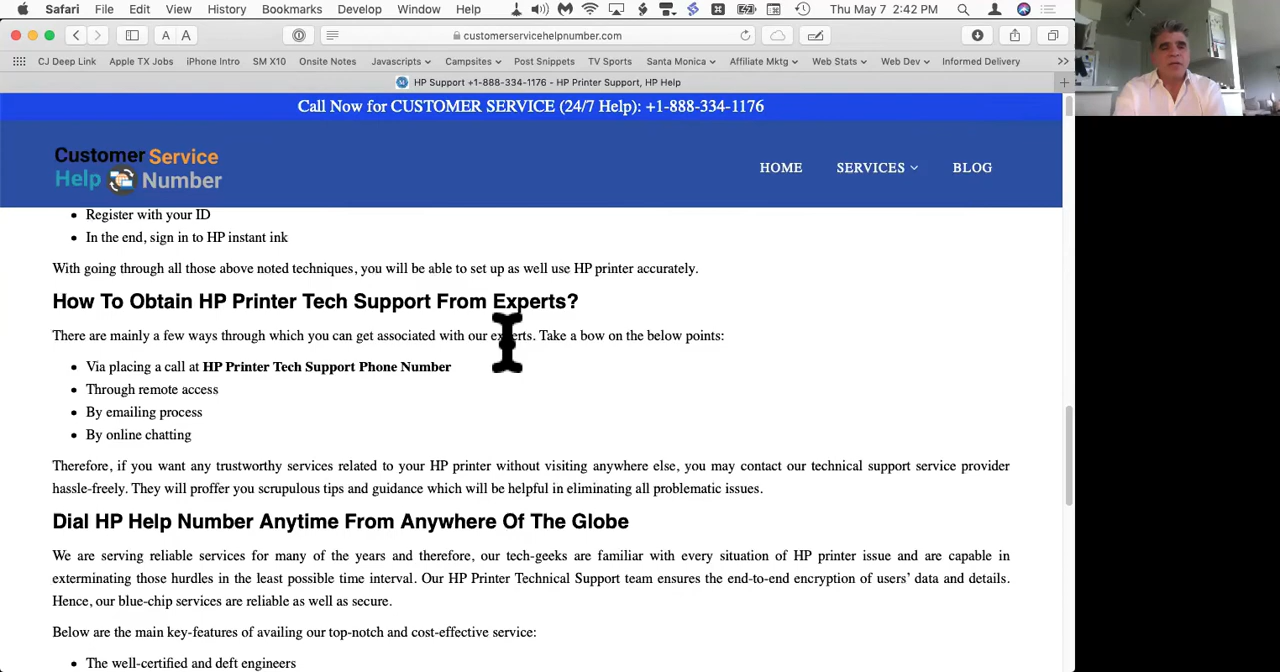 Safari File Edit View History Bookmarks Develop Window Help Thu May 7 2:42 PM
A A customerservicehelpnumber.com
CJ Deep Link Apple TX Jobs iPhone Intro SM X10 Onsite Notes Javascripts Campsites Post Snippets TV Sports Santa Monica Affiliate Mktg Web Stats Web Dev Informed Delivery >>
HP Support +1-888-334-1176 - HP Printer Support, HP Help
Call Now for CUSTOMER SERVICE (24/7 Help): +1-888-334-1176
Customer Service
Help Number
HOME SERVICES BLOG
• Register with your ID
• In the end, sign in to HP instant ink
With going through all those above noted techniques, you will be able to set up as well use HP printer accurately.
How To Obtain HP Printer Tech Support From Experts?
There are mainly a few ways through which you can get associated with our experts. Take a bow on the below points:
• Via placing a call at HP Printer Tech Support Phone Number
• Through remote access
• By emailing process
• By online chatting
Therefore, if you want any trustworthy services related to your HP printer without visiting anywhere else, you may contact our technical support service provider
hassle-freely. They will proffer you scrupulous tips and guidance which will be helpful in eliminating all problematic issues.
Dial HP Help Number Anytime From Anywhere Of The Globe
We are serving reliable services for many of the years and therefore, our tech-geeks are familiar with every situation of HP printer issue and are capable in
exterminating those hurdles in the least possible time interval. Our HP Printer Technical Support team ensures the end-to-end encryption of users' data and details.
Hence, our blue-chip services are reliable as well as secure.
Below are the main key-features of availing our top-notch and cost-effective service:
• The well-certified and deft engineers